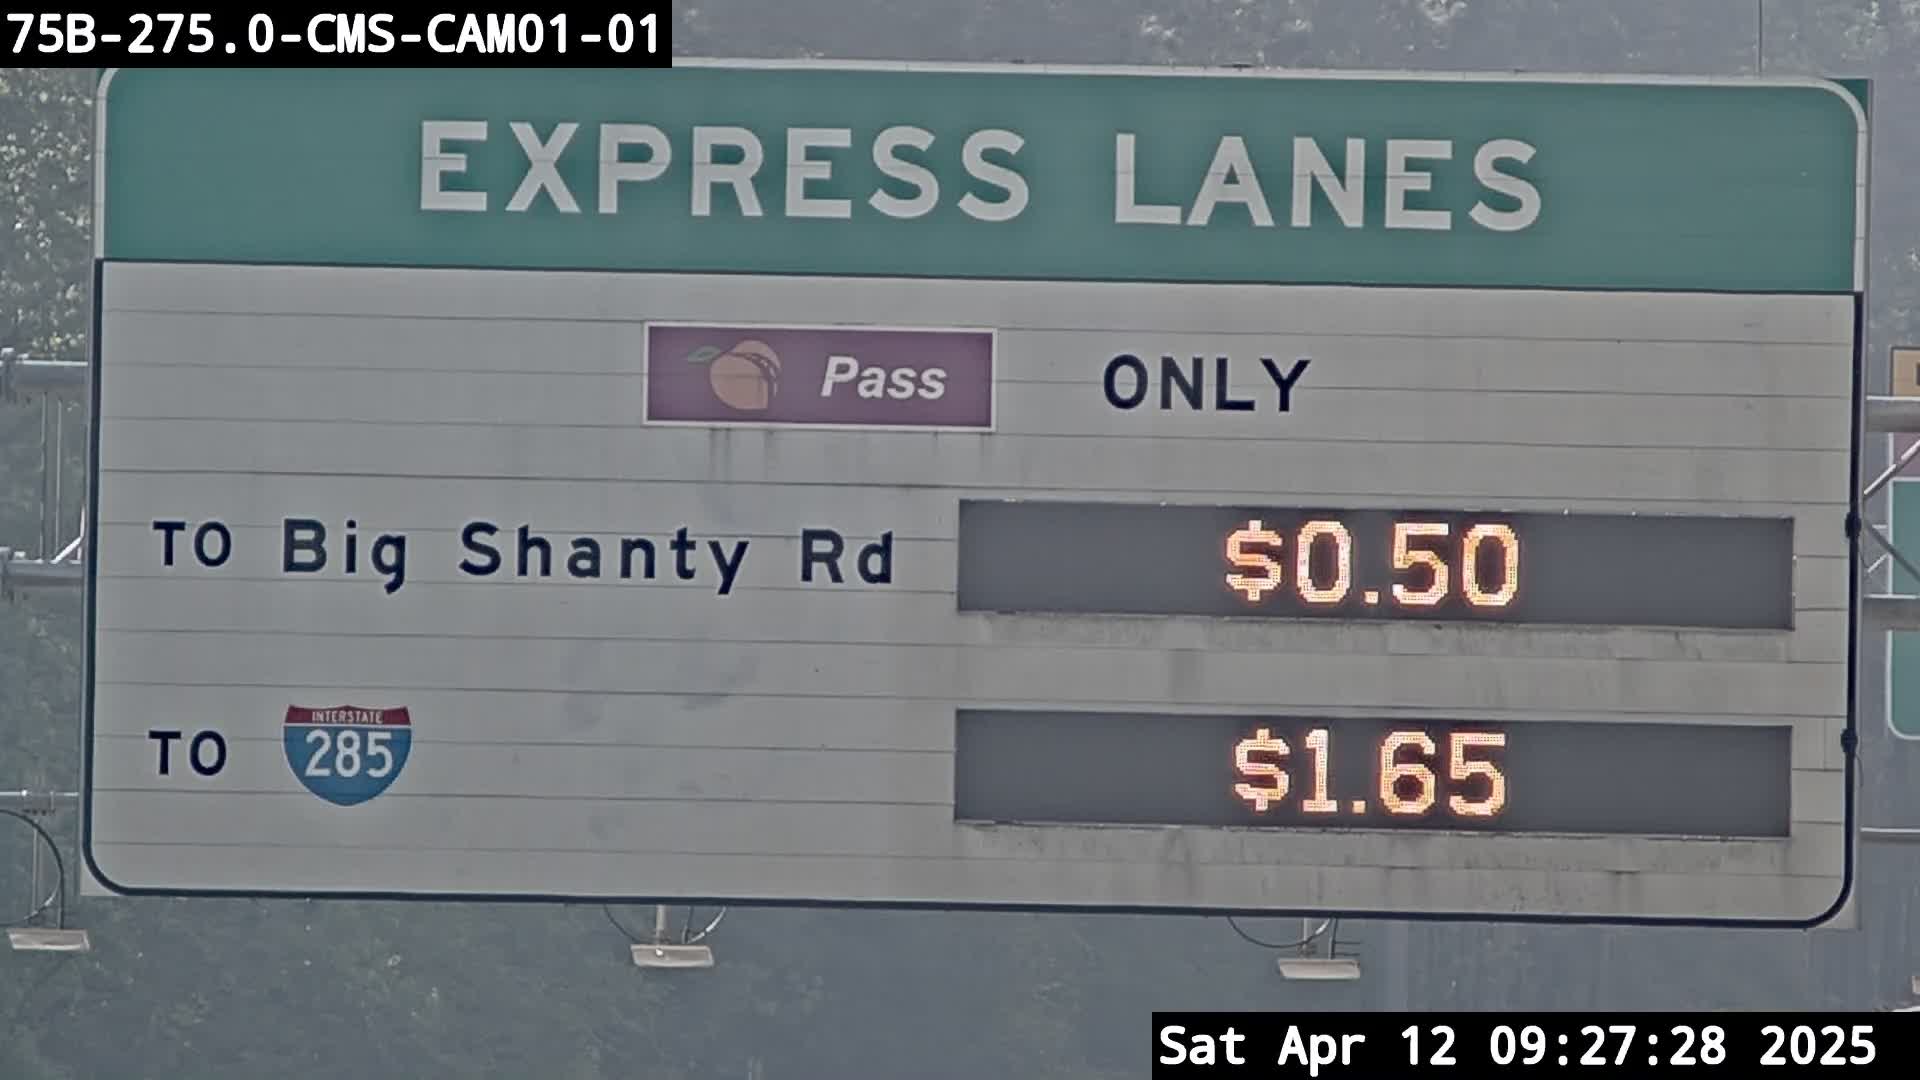 75B-275.0-CMS-CAM01-01
EXPRESS LANES
Pass ONLY
TO Big Shanty Rd $0.50
INTERSTATE
TO 285 $1.65
Sat Apr 12 09:27:28 2025